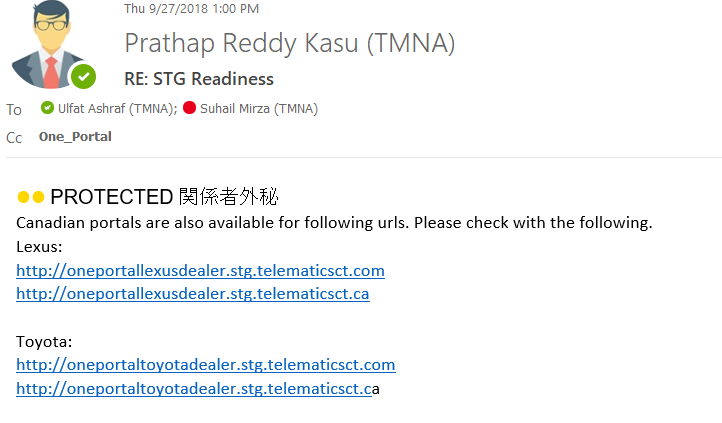 Thu 9/27/2018 1:00 PM
Prathap Reddy Kasu (TMNA)
RE: STG Readiness
To Ulfat Ashraf (TMNA); Suhail Mirza (TMNA)
Cc One_Portal
PROTECTED 関係者外秘
Canadian portals are also available for following urls. Please check with the following.
Lexus:
http://oneportallexusdealer.stg.telematicsct.com
http://oneportallexusdealer.stg.telematicsct.ca
Toyota:
http://oneportaltoyotadealer.stg.telematicsct.com
http://oneportaltoyotadealer.stg.telematicsct.ca